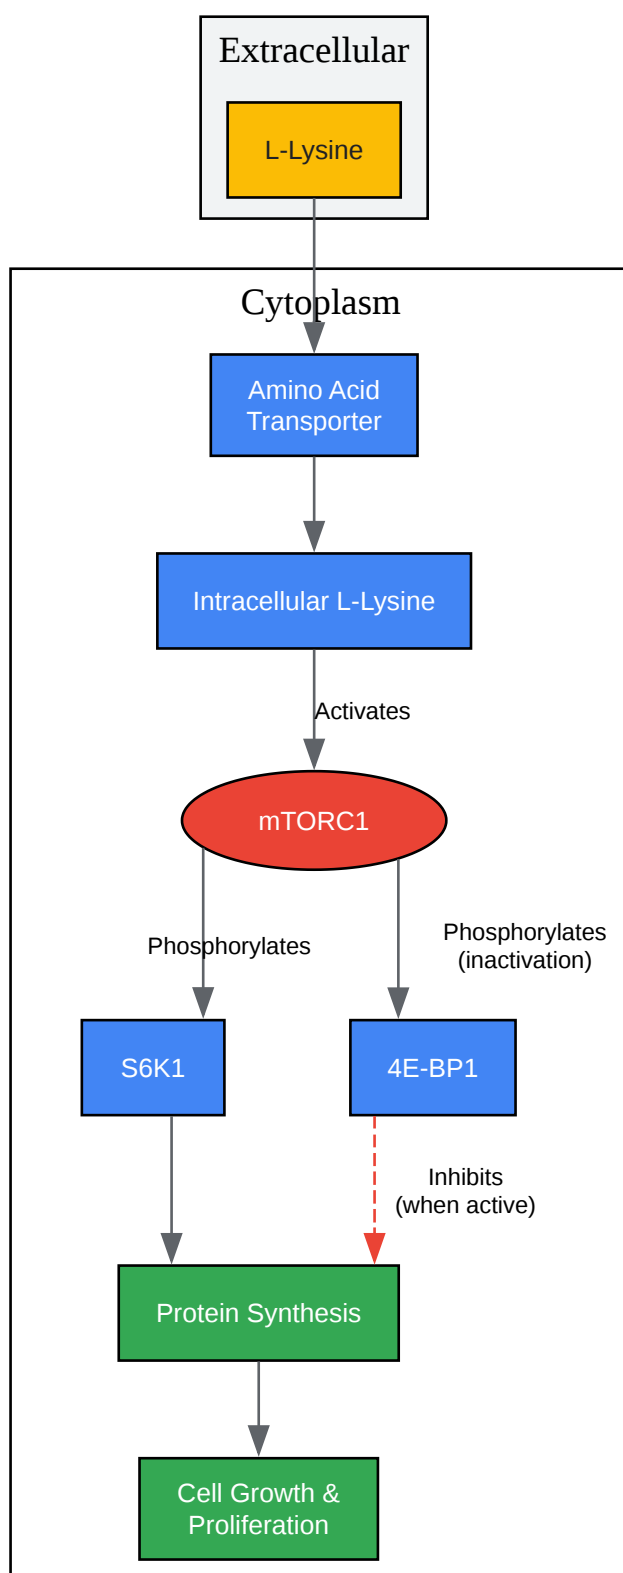 Extracellular
L-Lysine
Cytoplasm
Amino Acid
Transporter
Intracellular L-Lysine
Activates
mTORC1
Phosphorylates
Phosphorylates
(inactivation)
S6K1
4E-BP1
Inhibits
(when active)
Protein Synthesis
Cell Growth &
Proliferation